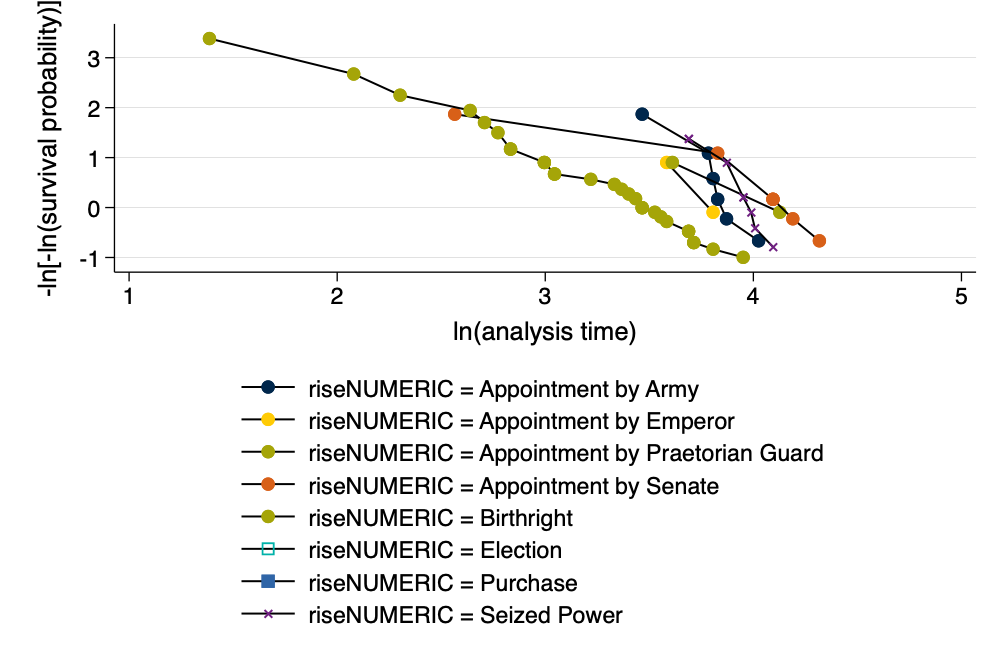 -ln[-ln(survival probability)]
3
2
1
0
-1
1 2 3 4 5
ln(analysis time)
riseNUMERIC = Appointment by Army
riseNUMERIC = Appointment by Emperor
riseNUMERIC = Appointment by Praetorian Guard
riseNUMERIC = Appointment by Senate
riseNUMERIC = Birthright
riseNUMERIC = Election
riseNUMERIC = Purchase
riseNUMERIC = Seized Power